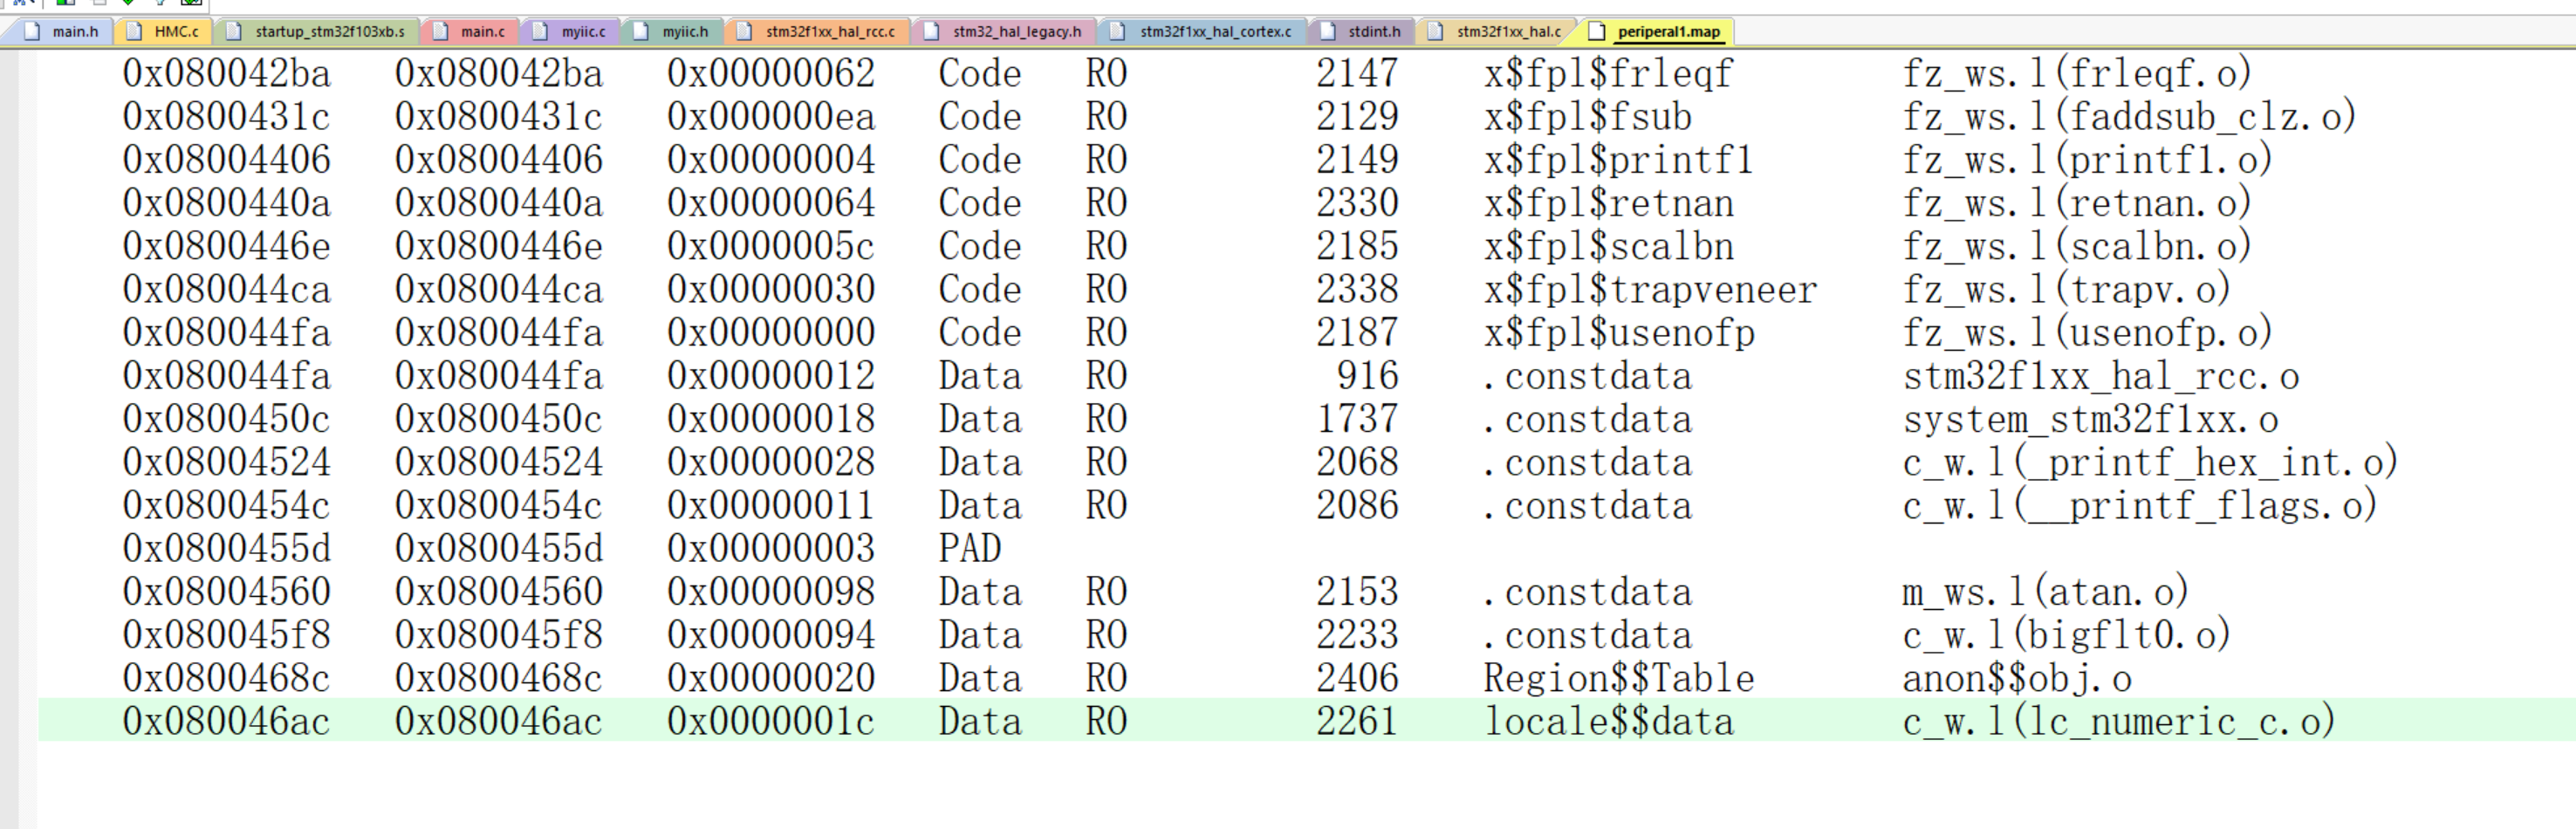 main.h HMC.c startup_stm32f103xb.s main.c myiic.c myiic.h stm32f1xx_hal_rcc.c stm32_hal_legacy.h stm32f1xx_hal_cortex.c stdint.h stm32f1xx_hal.c periperal1.map
0x080042ba 0x080042ba 0x00000062 Code RO 2147 x$fpl$frleqf fz_ws.l(frleqf.o)
0x0800431c 0x0800431c 0x000000ea Code RO 2129 x$fpl$fsub fz_ws.l(faddsub_clz.o)
0x08004406 0x08004406 0x00000004 Code RO 2149 x$fpl$printf1 fz_ws.l(printf1.o)
0x0800440a 0x0800440a 0x00000064 Code RO 2330 x$fpl$retnan fz_ws.l(retnan.o)
0x0800446e 0x0800446e 0x0000005c Code RO 2185 x$fpl$scalbn fz_ws.l(scalbn.o)
0x080044ca 0x080044ca 0x00000030 Code RO 2338 x$fpl$trapveneer fz_ws.l(trapv.o)
0x080044fa 0x080044fa 0x00000000 Code RO 2187 x$fpl$usenofp fz_ws.l(usenofp.o)
0x080044fa 0x080044fa 0x00000012 Data RO 916 .constdata stm32f1xx_hal_rcc.o
0x0800450c 0x0800450c 0x00000018 Data RO 1737 .constdata system_stm32f1xx.o
0x08004524 0x08004524 0x00000028 Data RO 2068 .constdata c_w.l(_printf_hex_int.o)
0x0800454c 0x0800454c 0x00000011 Data RO 2086 .constdata c_w.l(__printf_flags.o)
0x0800455d 0x0800455d 0x00000003 PAD
0x08004560 0x08004560 0x00000098 Data RO 2153 .constdata m_ws.l(atan.o)
0x080045f8 0x080045f8 0x00000094 Data RO 2233 .constdata c_w.l(bigflt0.o)
0x0800468c 0x0800468c 0x00000020 Data RO 2406 Region$$Table anon$$obj.o
0x080046ac 0x080046ac 0x0000001c Data RO 2261 locale$$data c_w.l(lc_numeric_c.o)